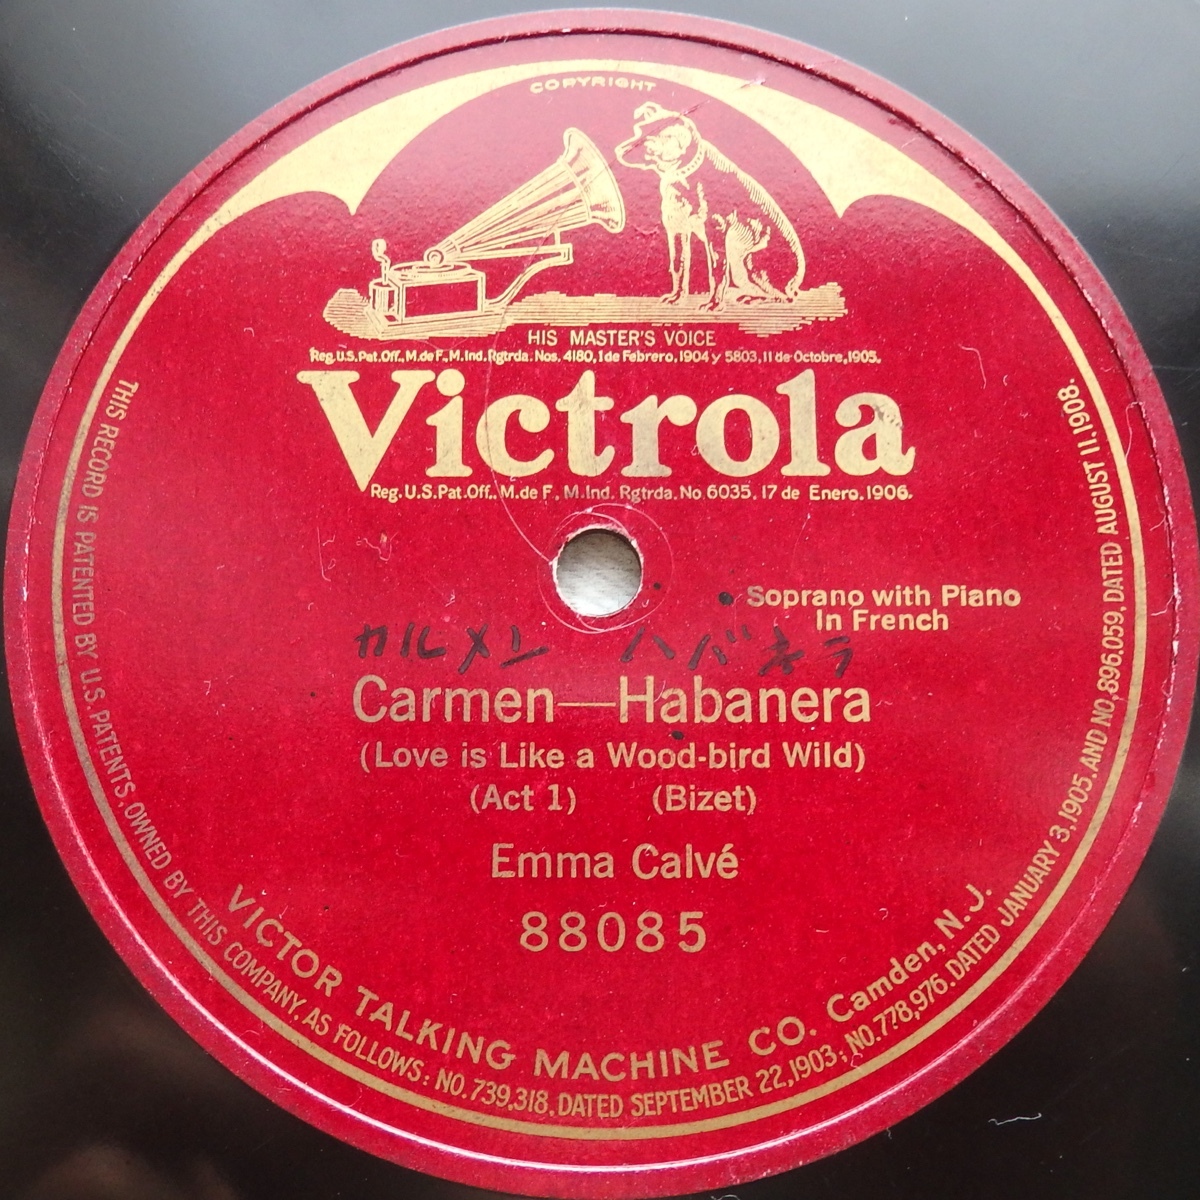 COPYRIGHT
HIS MASTER'S VOICE
Reg.U.S.Pat.Off., M.de F., M.Ind.Rgtrda. Nos. 4180,1 de Febrero,1904 y 5803,11 de Octobre,1905.
Victrola
Reg. U.S.Pat.Off., M.de F., M.Ind. Rgtrda. No 6035, 17 de Enero, 1906.
Soprano with Piano
In French
カルメン ハバネラ
Carmen—Habanera
(Love is Like a Wood-bird Wild)
(Act 1) (Bizet)
Emma Calvé
88085
VICTOR TALKING MACHINE CO. Camden, N. J.
THIS RECORD IS PATENTED BY U.S. PATENTS, OWNED BY THIS COMPANY, AS FOLLOWS: NO. 739,318. DATED SEPTEMBER 22,1903; NO.778,976. DATED JANUARY 3,1905. AND NO.896.059, DATED AUGUST 11,1908.